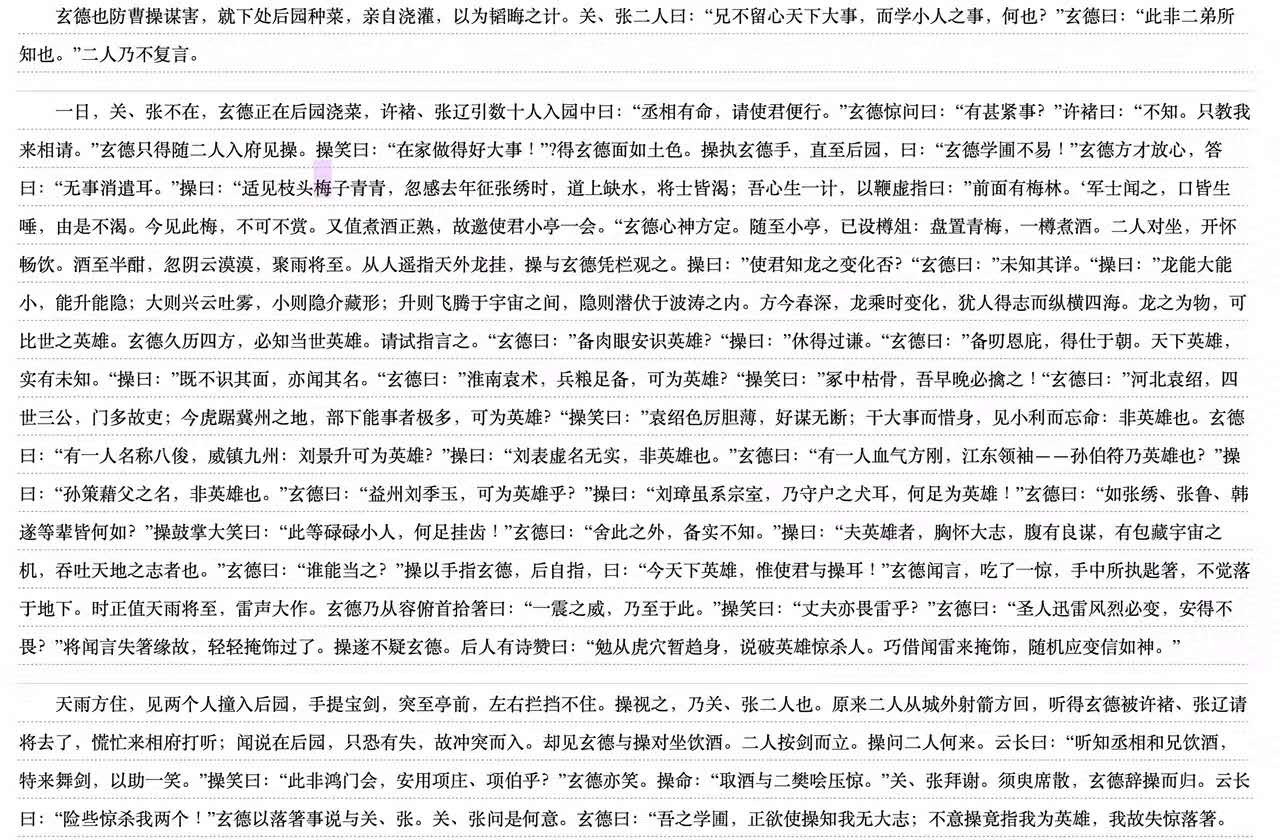 玄德也防曹操谋害，就下处后园种菜，亲自浇灌，以为韬晦之计。关、张二人曰：“兄不留心天下大事，而学小人之事，何也？”玄德曰：“此非二弟所
知也。”二人乃不复言。
一日，关、张不在，玄德正在后园浇菜，许褚、张辽引数十人入园中曰：“丞相有命，请使君便行。”玄德惊问曰：“有甚紧事？”许褚曰：“不知。只教我
来相请。”玄德只得随二人入府见操。操笑曰：“在家做得好大事！”?得玄德面如土色。操执玄德手，直至后园，曰：“玄德学圃不易！”玄德方才放心，答
曰：“无事消遣耳。”操曰：“适见枝头梅子青青，忽感去年征张绣时，道上缺水，将士皆渴；吾心生一计，以鞭虚指曰：”前面有梅林。‘军士闻之，口皆生
唾，由是不渴。今见此梅，不可不赏。又值煮酒正熟，故邀使君小亭一会。“玄德心神方定。随至小亭，已设樽俎：盘置青梅，一樽煮酒。二人对坐，开怀
畅饮。酒至半酣，忽阴云漠漠，聚雨将至。从人遥指天外龙挂，操与玄德凭栏观之。操曰：”使君知龙之变化否？“玄德曰：”未知其详。“操曰：”龙能大能
小，能升能隐；大则兴云吐雾，小则隐介藏形；升则飞腾于宇宙之间，隐则潜伏于波涛之内。方今春深，龙乘时变化，犹人得志而纵横四海。龙之为物，可
比世之英雄。玄德久历四方，必知当世英雄。请试指言之。“玄德曰：”备肉眼安识英雄？“操曰：”休得过谦。“玄德曰：”备叨恩庇，得仕于朝。天下英雄，
实有未知。“操曰：”既不识其面，亦闻其名。“玄德曰：”淮南袁术，兵粮足备，可为英雄？“操笑曰：”冢中枯骨，吾早晚必擒之！“玄德曰：”河北袁绍，四
世三公，门多故吏；今虎踞冀州之地，部下能事者极多，可为英雄？“操笑曰：”袁绍色厉胆薄，好谋无断；干大事而惜身，见小利而忘命：非英雄也。玄德
曰：“有一人名称八俊，威镇九州：刘景升可为英雄？”操曰：“刘表虚名无实，非英雄也。”玄德曰：“有一人血气方刚，江东领袖——孙伯符乃英雄也？”操
曰：“孙策藉父之名，非英雄也。”玄德曰：“益州刘季玉，可为英雄乎？”操曰：“刘璋虽系宗室，乃守户之犬耳，何足为英雄！”玄德曰：“如张绣、张鲁、韩
遂等辈皆何如？”操鼓掌大笑曰：“此等碌碌小人，何足挂齿！”玄德曰：“舍此之外，备实不知。”操曰：“夫英雄者，胸怀大志，腹有良谋，有包藏宇宙之
机，吞吐天地之志者也。”玄德曰：“谁能当之？”操以手指玄德，后自指，曰：“今天下英雄，惟使君与操耳！”玄德闻言，吃了一惊，手中所执匙箸，不觉落
于地下。时正值天雨将至，雷声大作。玄德乃从容俯首拾箸曰：“一震之威，乃至于此。”操笑曰：“丈夫亦畏雷乎？”玄德曰：“圣人迅雷风烈必变，安得不
畏？”将闻言失箸缘故，轻轻掩饰过了。操遂不疑玄德。后人有诗赞曰：“勉从虎穴暂趋身，说破英雄惊杀人。巧借闻雷来掩饰，随机应变信如神。”
天雨方住，见两个人撞入后园，手提宝剑，突至亭前，左右拦挡不住。操视之，乃关、张二人也。原来二人从城外射箭方回，听得玄德被许褚、张辽请
将去了，慌忙来相府打听；闻说在后园，只恐有失，故冲突而入。却见玄德与操对坐饮酒。二人按剑而立。操问二人何来。云长曰：“听知丞相和兄饮酒，
特来舞剑，以助一笑。”操笑曰：“此非鸿门会，安用项庄、项伯乎？”玄德亦笑。操命：“取酒与二樊哙压惊。”关、张拜谢。须臾席散，玄德辞操而归。云长
曰：“险些惊杀我两个！”玄德以落箸事说与关、张。关、张问是何意。玄德曰：“吾之学圃，正欲使操知我无大志；不意操竟指我为英雄，我故失惊落箸。